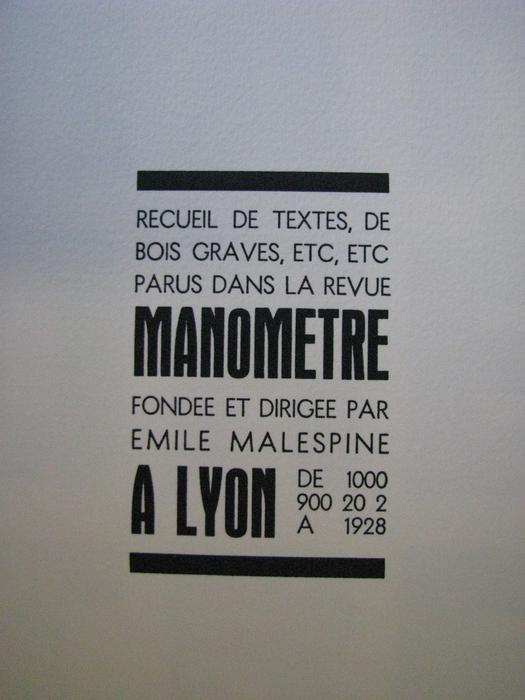 RECUEIL DE TEXTES, DE
BOIS GRAVES, ETC, ETC
PARUS DANS LA REVUE
MANOMETRE
FONDEE ET DIRIGEE PAR
EMILE MALESPINE
A LYON
DE 1000
900 20 2
A 1928